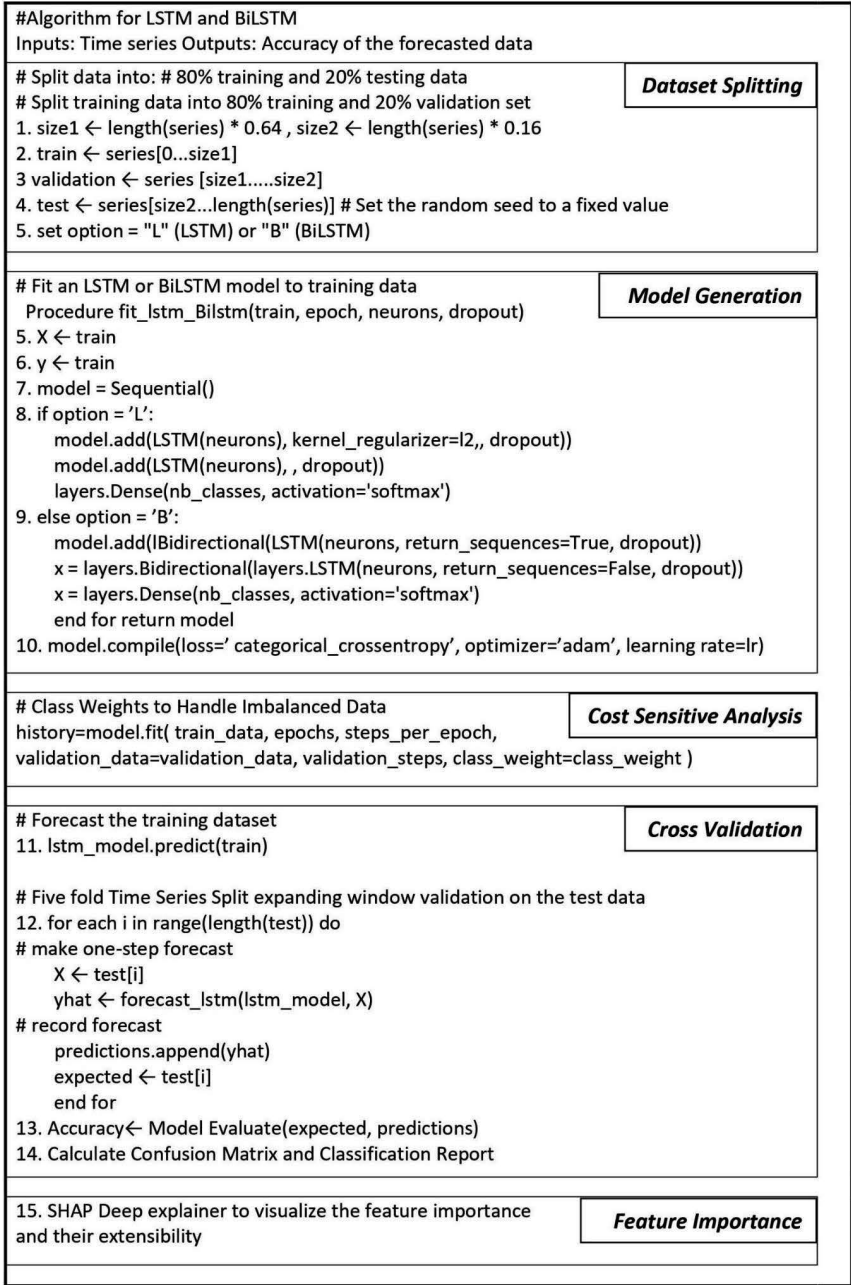 #Algorithm for LSTM and BiLSTM
Inputs: Time series Outputs: Accuracy of the forecasted data
# Split data into: # 80% training and 20% testing data
Dataset Splitting
# Split training data into 80% training and 20% validation set
1. size1 ← length(series) * 0.64 , size2 ← length(series) * 0.16
2. train ← series[0...size1]
3 validation ← series [size1.....size2]
4. test ← series[size2...length(series)] # Set the random seed to a fixed value
5. set option = "L" (LSTM) or "B" (BiLSTM)
# Fit an LSTM or BiLSTM model to training data
Model Generation
Procedure fit_lstm_Bilstm(train, epoch, neurons, dropout)
5. X ← train
6. y ← train
7. model = Sequential()
8. if option = ’L’:
model.add(LSTM(neurons), kernel_regularizer=l2,, dropout))
model.add(LSTM(neurons), , dropout))
layers.Dense(nb_classes, activation='softmax')
9. else option = ’B’:
model.add(lBidirectional(LSTM(neurons, return_sequences=True, dropout))
x = layers.Bidirectional(layers.LSTM(neurons, return_sequences=False, dropout))
x = layers.Dense(nb_classes, activation='softmax')
end for return model
10. model.compile(loss=’ categorical_crossentropy’, optimizer=’adam’, learning rate=lr)
# Class Weights to Handle Imbalanced Data
Cost Sensitive Analysis
history=model.fit( train_data, epochs, steps_per_epoch,
validation_data=validation_data, validation_steps, class_weight=class_weight )
# Forecast the training dataset
Cross Validation
11. lstm_model.predict(train)
# Five fold Time Series Split expanding window validation on the test data
12. for each i in range(length(test)) do
# make one-step forecast
X ← test[i]
yhat ← forecast_lstm(lstm_model, X)
# record forecast
predictions.append(yhat)
expected ← test[i]
end for
13. Accuracy← Model Evaluate(expected, predictions)
14. Calculate Confusion Matrix and Classification Report
15. SHAP Deep explainer to visualize the feature importance
and their extensibility
Feature Importance